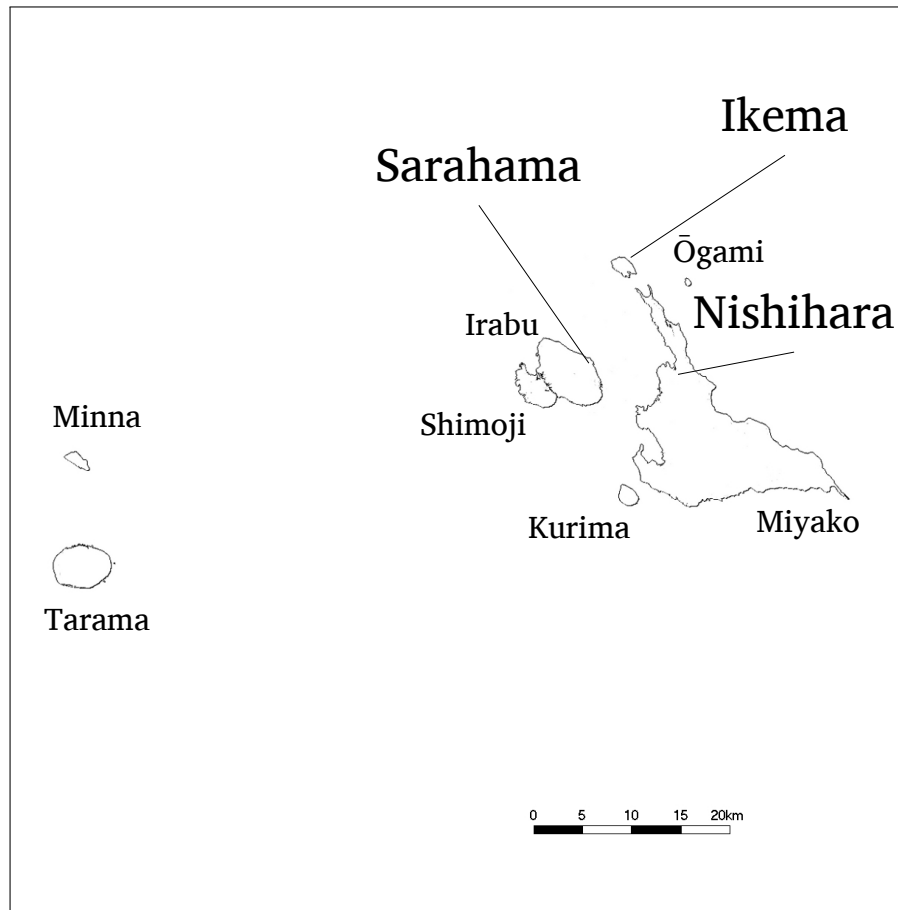 Ikema
Sarahama
Ōgami
Nishihara
Irabu
Minna
Shimoji
Kurima
Miyako
Tarama
0 5 10 15 20km